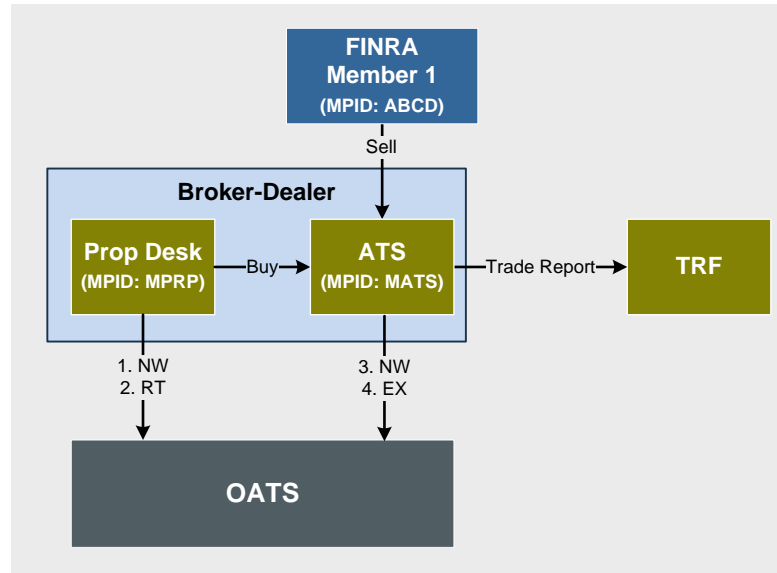 FINRA
Member 1
(MPID: ABCD)
Sell
Broker-Dealer
Prop Desk
(MPID: MPRP)
Buy
ATS
(MPID: MATS)
Trade Report
TRF
1. NW
2. RT
3. NW
4. EX
OATS